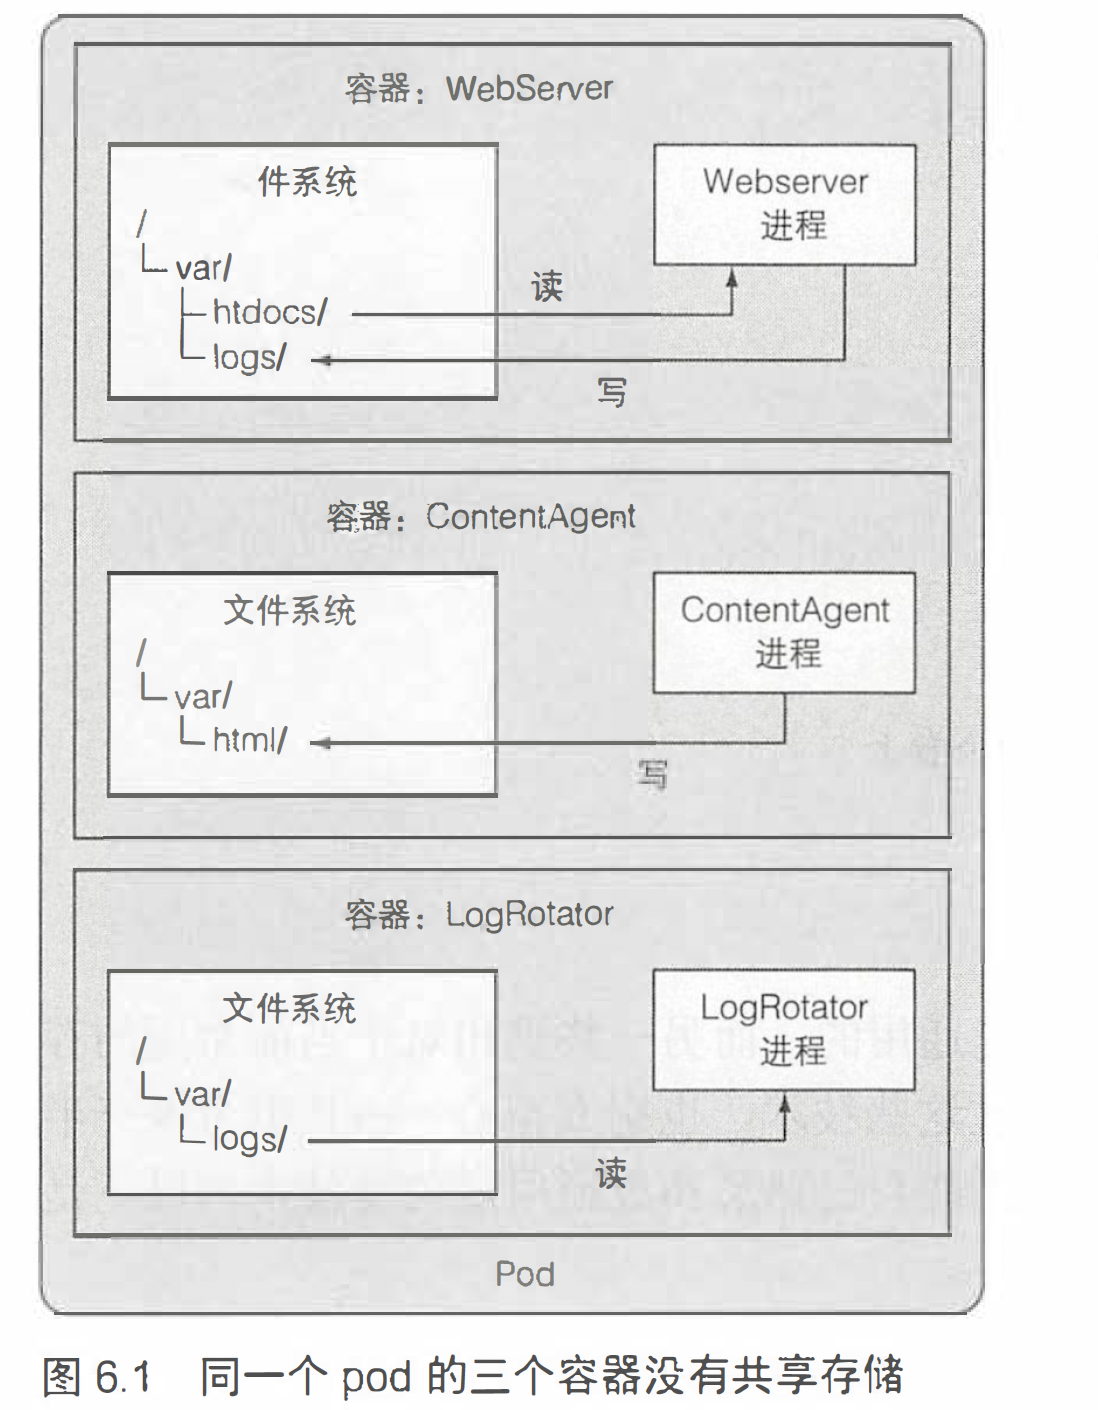 容器：WebServer
件系统
/
var/
htdocs/
logs/
Webserver
进程
读
写
容器：ContentAgent
文件系统
/
var/
html/
ContentAgent
进程
写
容器：LogRotator
文件系统
/
var/
logs/
LogRotator
进程
读
Pod
图 6.1 同一个 pod 的三个容器没有共享存储